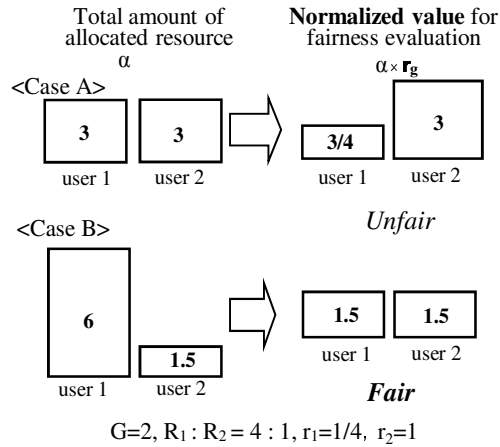 Total amount of
allocated resource
α
Normalized value for
fairness evaluation
α × r_g
<Case A>
3
3
3/4
3
user 1
user 2
user 1
user 2
Unfair
<Case B>
6
1.5
1.5
1.5
user 1
user 2
user 1
user 2
Fair
G=2, R₁ : R₂ = 4 : 1, r₁=1/4, r₂=1